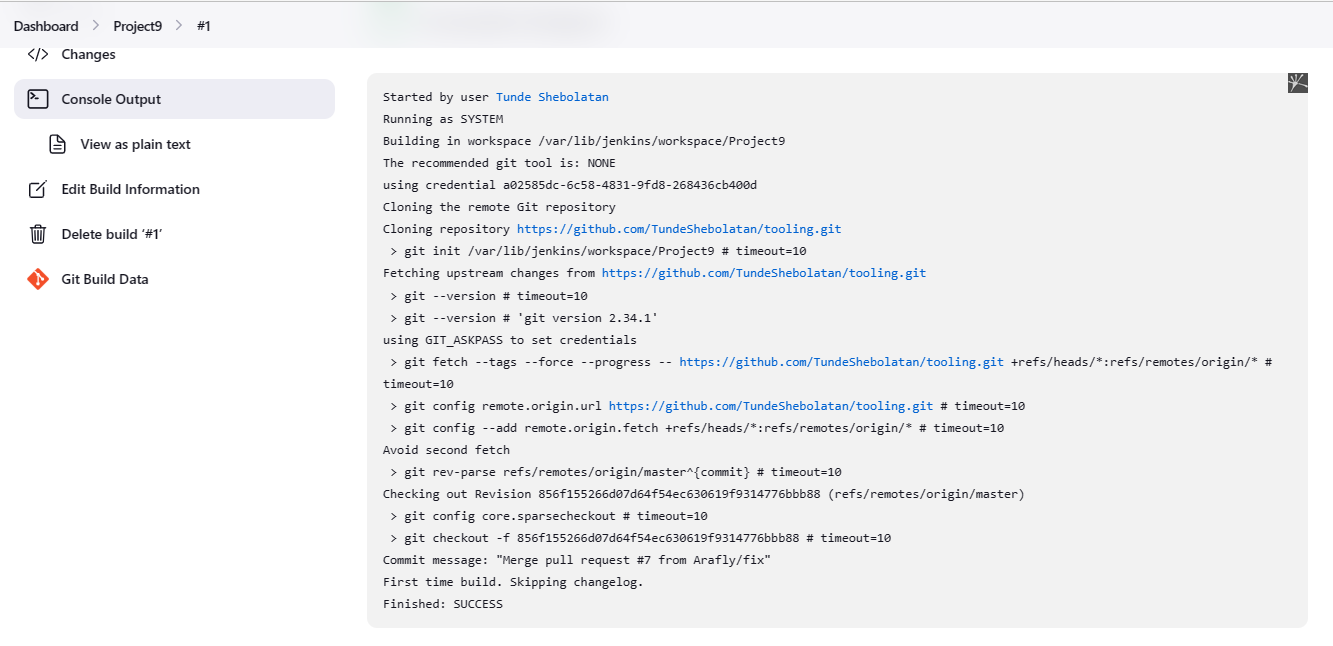 Dashboard > Project9 > #1
Changes
Console Output
View as plain text
Edit Build Information
Delete build ‘#1’
Git Build Data
Started by user Tunde Shebolatan
Running as SYSTEM
Building in workspace /var/lib/jenkins/workspace/Project9
The recommended git tool is: NONE
using credential a02585dc-6c58-4831-9fd8-268436cb400d
Cloning the remote Git repository
Cloning repository https://github.com/TundeShebolatan/tooling.git
 > git init /var/lib/jenkins/workspace/Project9 # timeout=10
Fetching upstream changes from https://github.com/TundeShebolatan/tooling.git
 > git --version # timeout=10
 > git --version # 'git version 2.34.1'
using GIT_ASKPASS to set credentials
 > git fetch --tags --force --progress -- https://github.com/TundeShebolatan/tooling.git +refs/heads/*:refs/remotes/origin/* #
timeout=10
 > git config remote.origin.url https://github.com/TundeShebolatan/tooling.git # timeout=10
 > git config --add remote.origin.fetch +refs/heads/*:refs/remotes/origin/* # timeout=10
Avoid second fetch
 > git rev-parse refs/remotes/origin/master^{commit} # timeout=10
Checking out Revision 856f155266d07d64f54ec630619f9314776bbb88 (refs/remotes/origin/master)
 > git config core.sparsecheckout # timeout=10
 > git checkout -f 856f155266d07d64f54ec630619f9314776bbb88 # timeout=10
Commit message: "Merge pull request #7 from Arafly/fix"
First time build. Skipping changelog.
Finished: SUCCESS